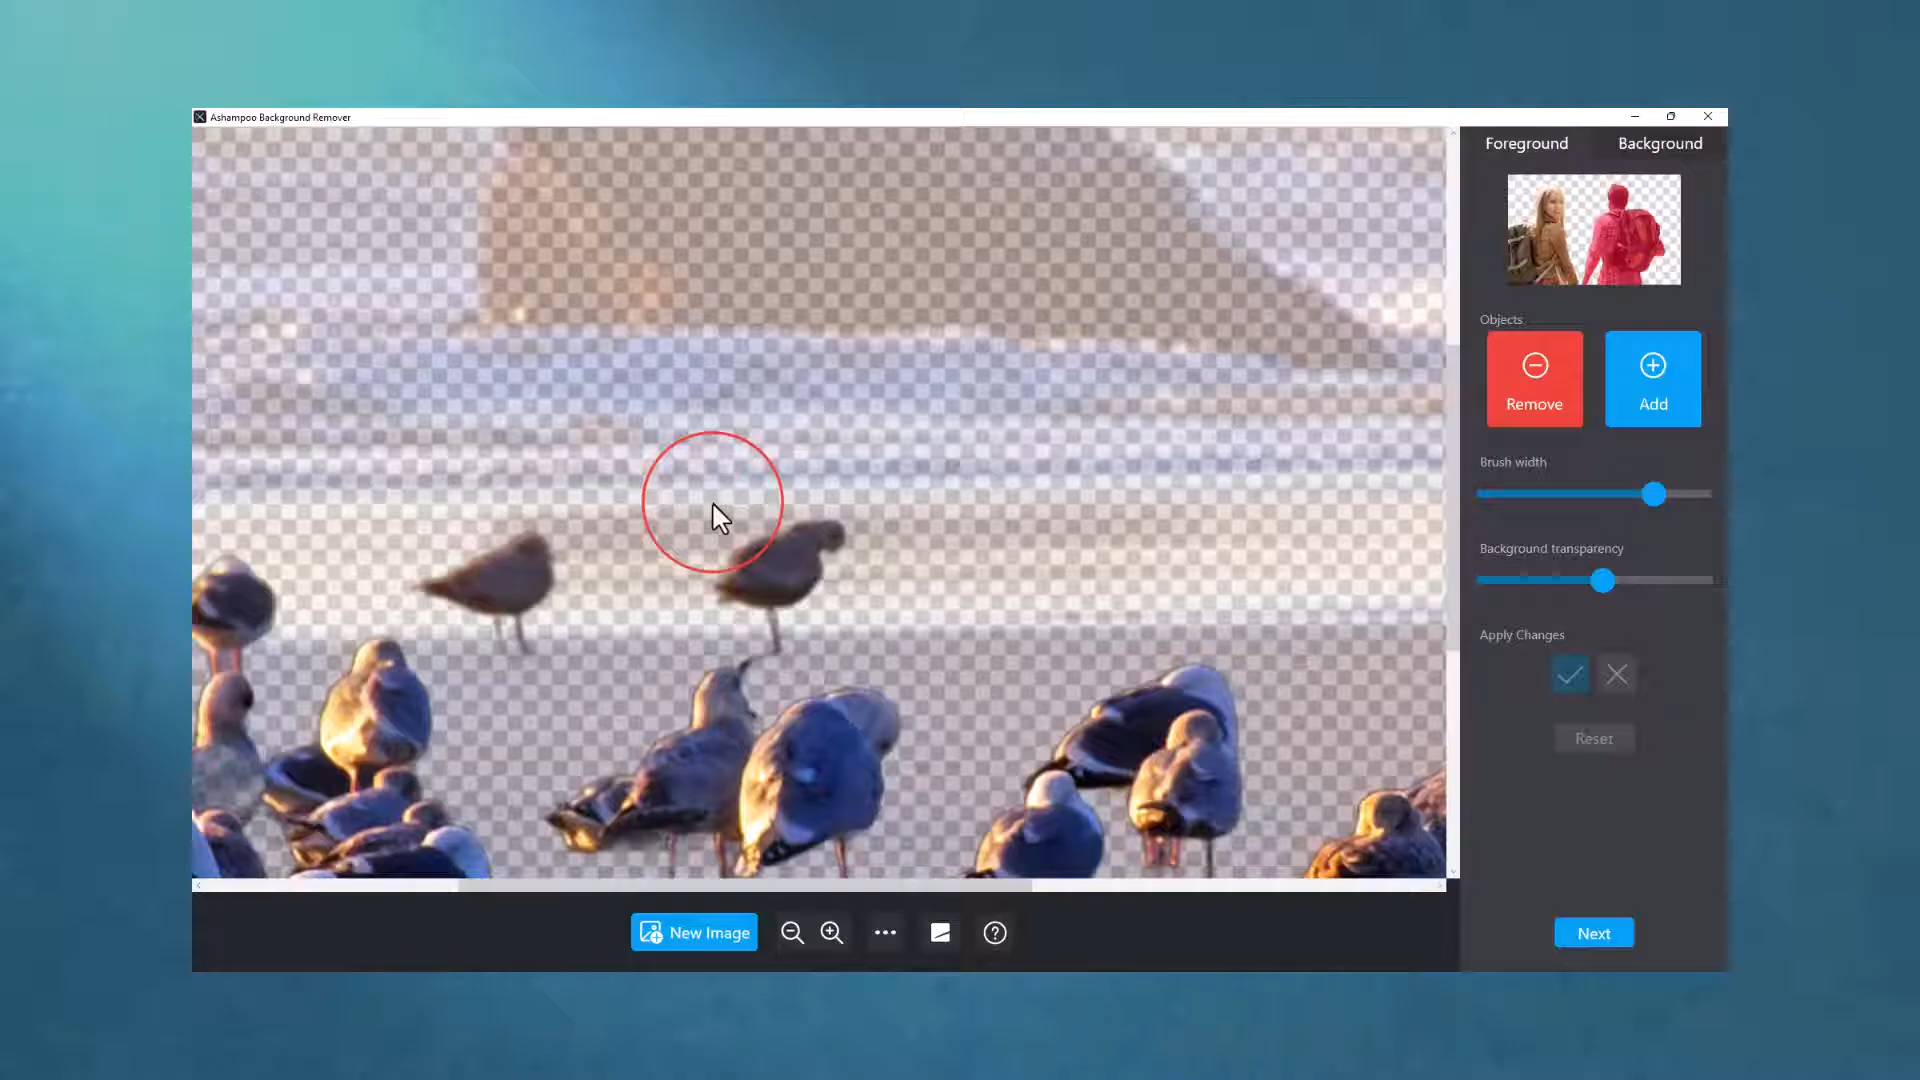 Ashampoo Background Remover
Foreground
Background
Objects
Remove
Add
Brush width
Background transparency
Apply Changes
Reset
New Image
Next